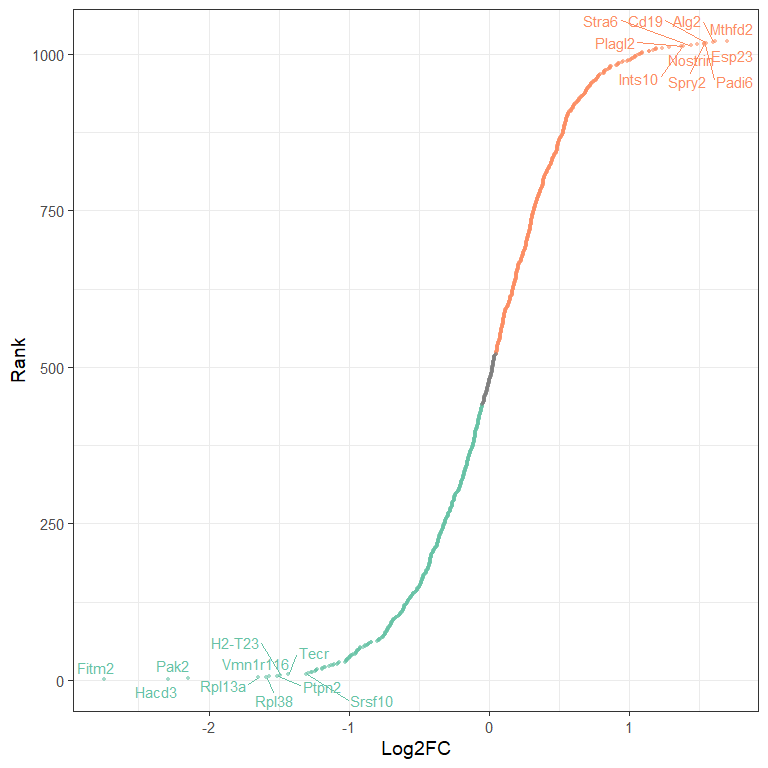 Stra6 Cd19 Alg2 Mthfd2
Plagl2
Nostrin Esp23
Ints10 Spry2 Padi6
1000
750
500
250
0
Rank
H2-T23
Tecr
Fitm2 Pak2 Vmn1r116
Hacd3 Rpl13a Ptpn2
Rpl38 Srsf10
-2 -1 0 1
Log2FC